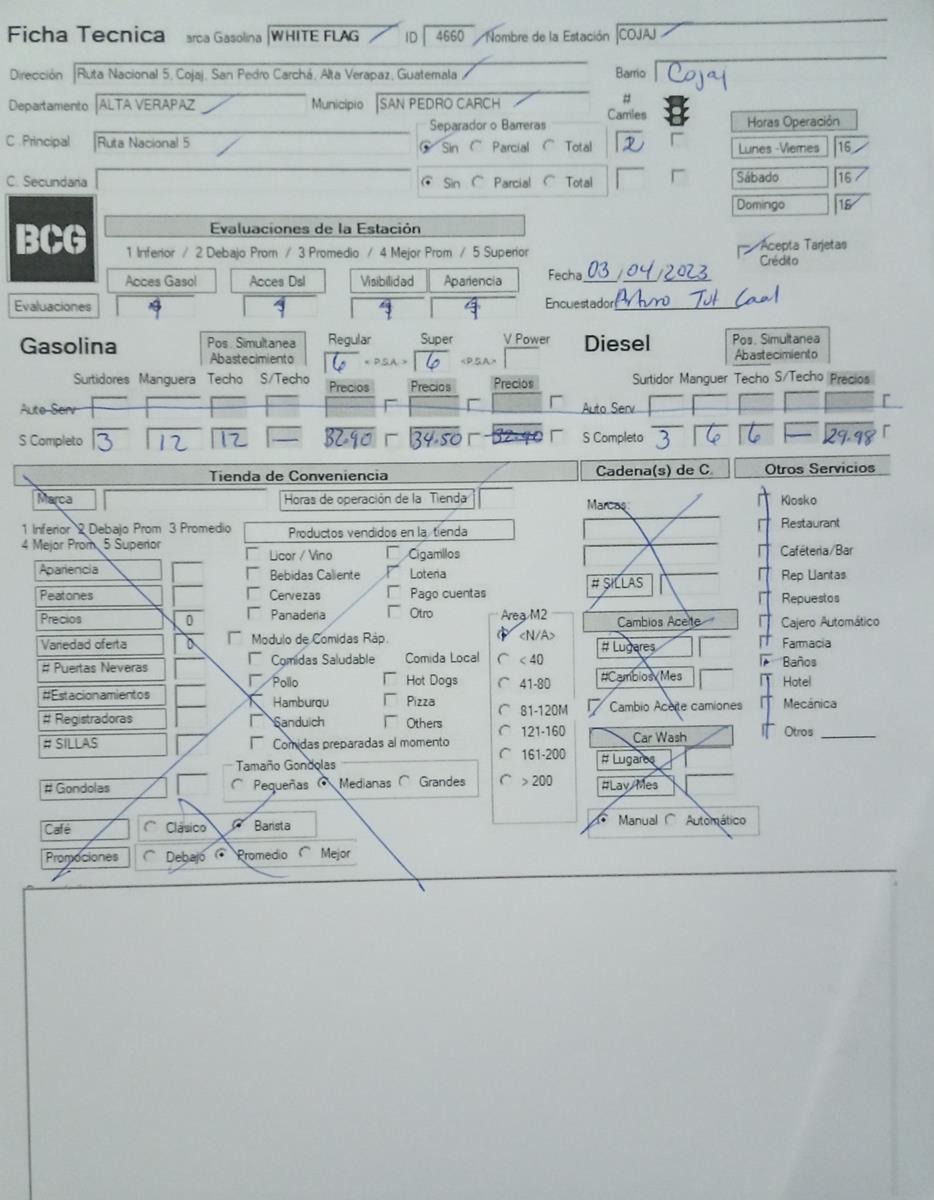 Ficha Tecnica arca Gasolina WHITE FLAG ID 4660 Nombre de la Estación COJAJ
Dirección Ruta Nacional 5, Cojaj, San Pedro Carchá, Alta Verapaz, Guatemala Barrio Cojaj
Departamento ALTA VERAPAZ Municipio SAN PEDRO CARCH # Carriles
Separador o Barreras Horas Operación
C .Principal Ruta Nacional 5 Sin Parcial Total 2 Lunes -Viernes 16
C. Secundaria Sin Parcial Total Sábado 16
Domingo 16
BCG Evaluaciones de la Estación
1 Inferior / 2 Debajo Prom / 3 Promedio / 4 Mejor Prom / 5 Superior Acepta Tarjetas Crédito
Acces Gasol Acces Dsl Visibilidad Apariencia Fecha 03/04/2023
Evaluaciones 4 4 4 4 Encuestador Arturo Tut Caal
Gasolina Pos. Simultanea Abastecimiento Regular Super V Power Diesel Pos. Simultanea Abastecimiento
6 < P.S.A. > 6 <P.S.A>
Surtidores Manguera Techo S/Techo Precios Precios Precios Surtidor Manguer Techo S/Techo Precios
Auto-Serv Auto Serv
S Completo 3 12 12 — 32.90 34.50 32.90 S Completo 3 6 6 — 29.98
Tienda de Conveniencia Cadena(s) de C. Otros Servicios
Marca Horas de operación de la Tienda Marcas: Kiosko
1 Inferior 2 Debajo Prom 3 Promedio Productos vendidos en la tienda Restaurant
4 Mejor Prom 5 Superior Licor / Vino Cigarrillos Caféteria/Bar
Apariencia Bebidas Caliente Loteria # SILLAS Rep Llantas
Peatones Cervezas Pago cuentas Repuestos
Precios 0 Panaderia Otro Area M2 Cambios Aceite Cajero Automático
Variedad oferta 0 Modulo de Comidas Ráp. <N/A> # Lugares Farmacia
# Puertas Neveras Comidas Saludable Comida Local < 40 Baños
#Estacionamientos Pollo Hot Dogs 41-80 #Cambios/Mes Hotel
# Registradoras Hamburqu Pizza 81-120M Cambio Aceite camiones Mecánica
# SILLAS Sanduich Others 121-160 Car Wash Otros
Comidas preparadas al momento 161-200 # Lugares
Tamaño Gondolas
# Gondolas Pequeñas Medianas Grandes > 200 #Lav/Mes
Café Clásico Barista Manual Automático
Promociones Debajo Promedio Mejor